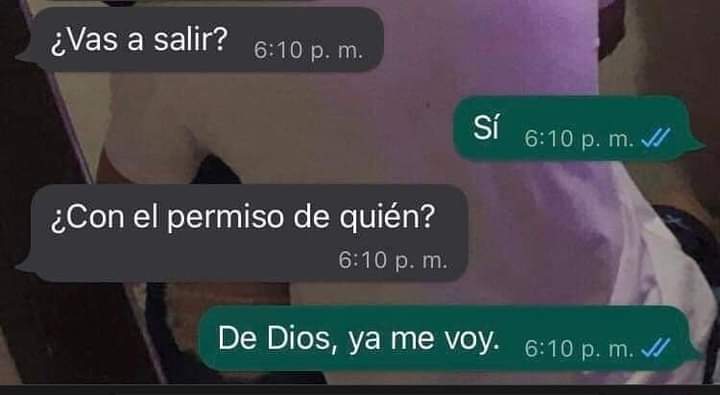 ¿Vas a salir? 6:10 p. m.
Sí 6:10 p. m.
¿Con el permiso de quién?
6:10 p. m.
De Dios, ya me voy. 6:10 p. m.